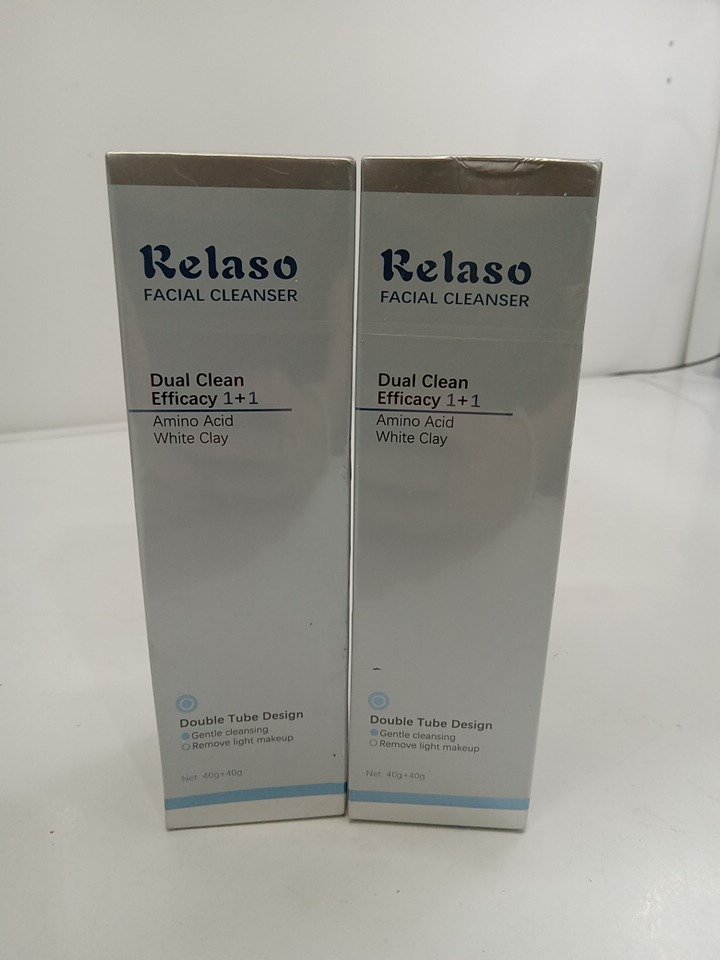 Relaso
FACIAL CLEANSER
Dual Clean
Efficacy 1+1
Amino Acid
White Clay
Double Tube Design
Gentle cleansing
Remove light makeup
Net 40g+40g
Relaso
FACIAL CLEANSER
Dual Clean
Efficacy 1+1
Amino Acid
White Clay
Double Tube Design
Gentle cleansing
Remove light makeup
Net 40g+40g